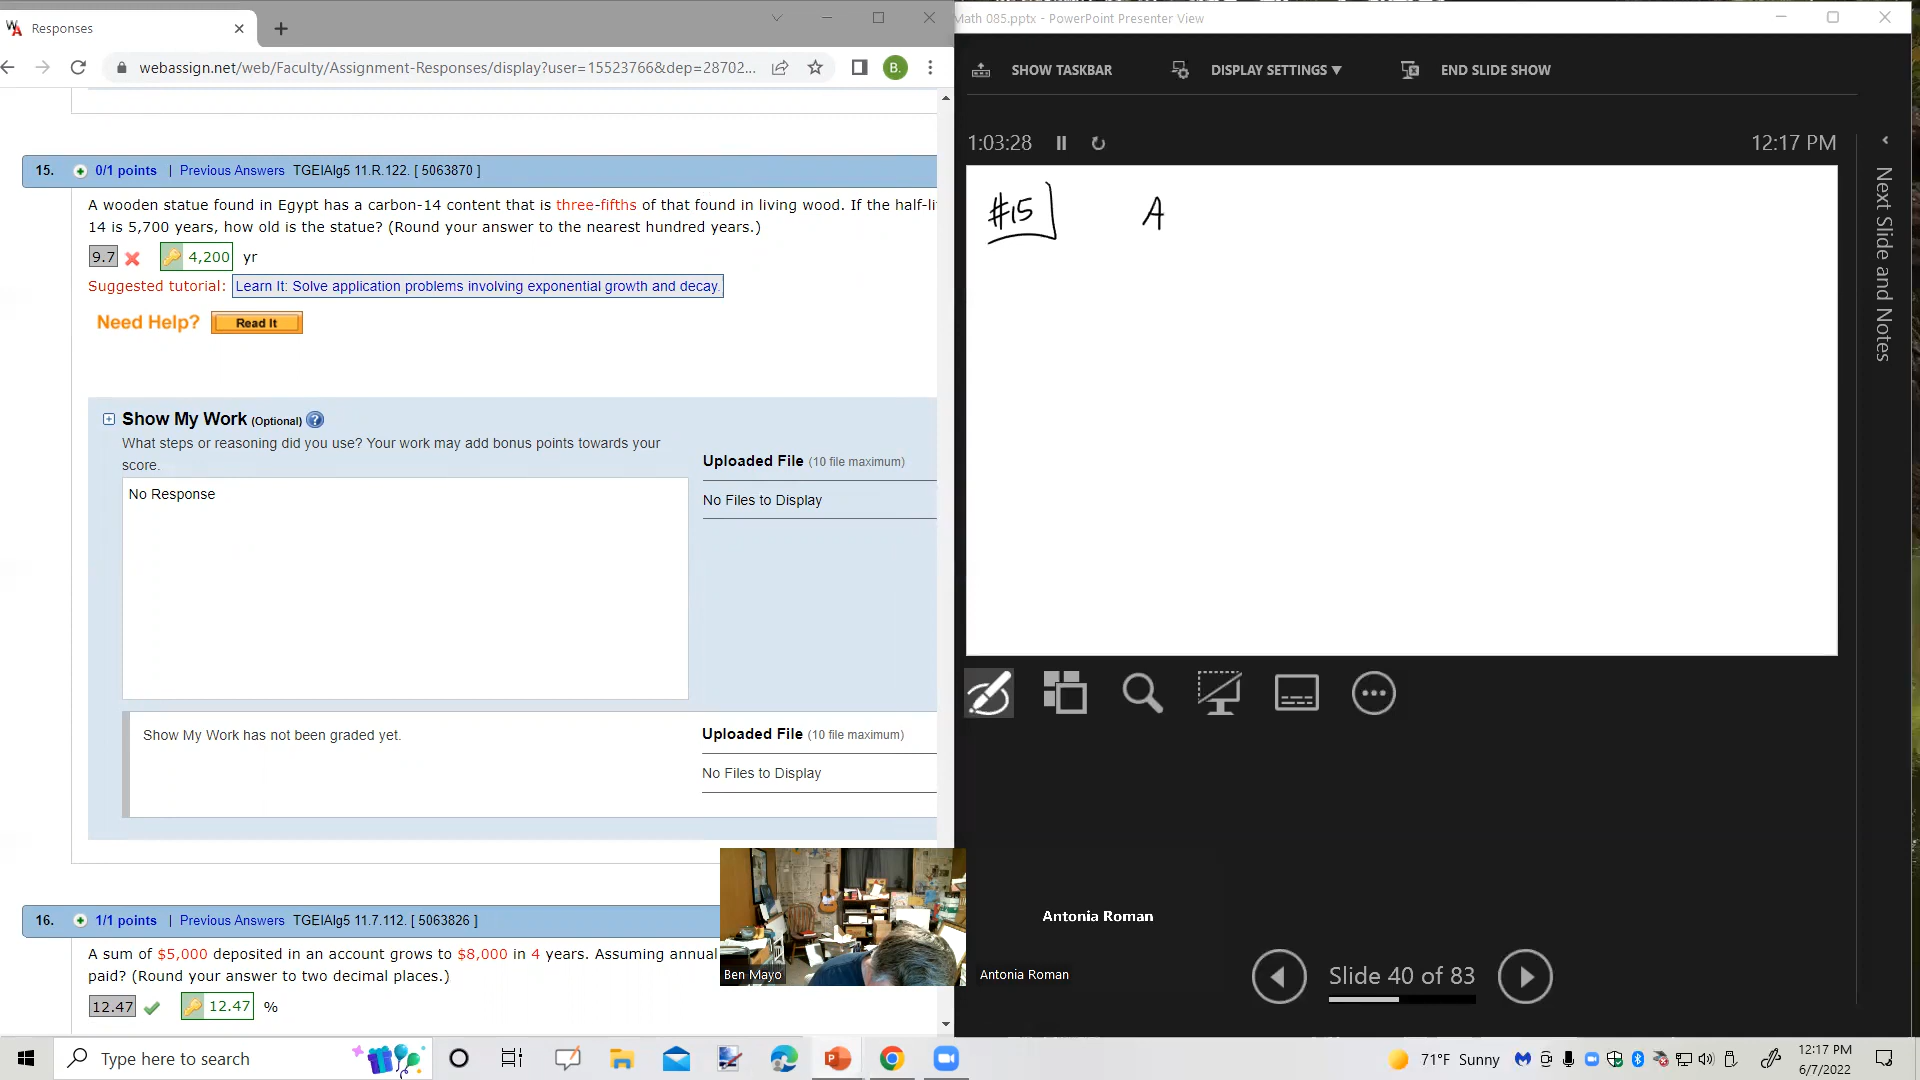 Responses
webassign.net/web/Faculty/Assignment-Responses/display?user=15523766&dep=28702...
B.
15. 0/1 points | Previous Answers TGEIAlg5 11.R.122. [ 5063870 ]
A wooden statue found in Egypt has a carbon-14 content that is three-fifths of that found in living wood. If the half-li
14 is 5,700 years, how old is the statue? (Round your answer to the nearest hundred years.)
9.7 4,200 yr
Suggested tutorial: Learn It: Solve application problems involving exponential growth and decay.
Need Help? Read It
Show My Work (Optional) ?
What steps or reasoning did you use? Your work may add bonus points towards your
score.
Uploaded File (10 file maximum)
No Response
No Files to Display
Show My Work has not been graded yet.
Uploaded File (10 file maximum)
No Files to Display
16. 1/1 points | Previous Answers TGEIAlg5 11.7.112. [ 5063826 ]
A sum of $5,000 deposited in an account grows to $8,000 in 4 years. Assuming annual
paid? (Round your answer to two decimal places.)
12.47 12.47 %
Ben Mayo
Math 085.pptx - PowerPoint Presenter View
SHOW TASKBAR DISPLAY SETTINGS ▼ END SLIDE SHOW
1:03:28 12:17 PM
#15 A
Next Slide and Notes
Antonia Roman
Antonia Roman
Slide 40 of 83
Type here to search
71°F Sunny
12:17 PM
6/7/2022